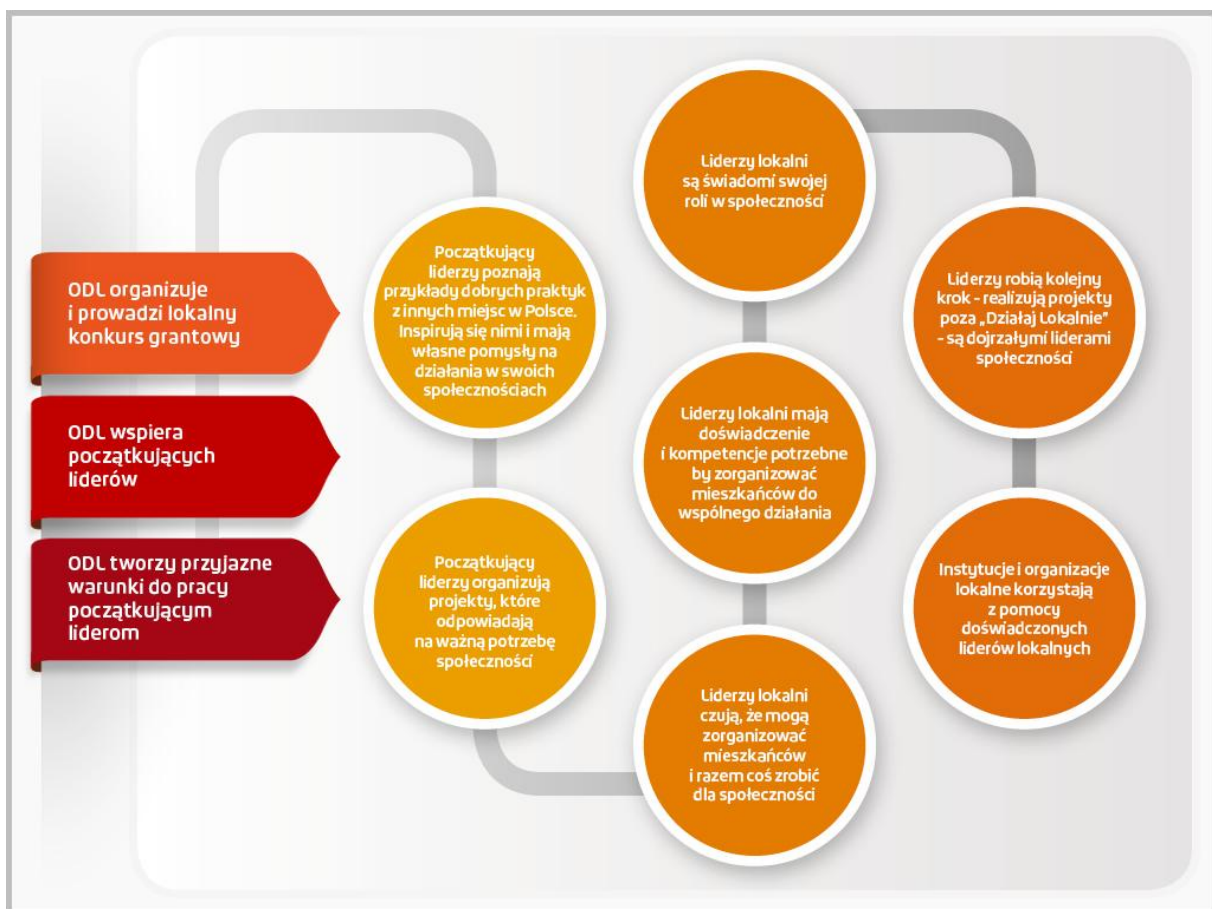 ODL organizuje
i prowadzi lokalny
konkurs grantowy
ODL wspiera
początkujących
liderów
ODL tworzy przyjazne
warunki do pracy
początkującym
liderom
Początkujący
liderzy poznają
przykłady dobrych praktyk
z innych miejsc w Polsce.
Inspirują się nimi i mają
własne pomysły na
działania w swoich
społecznościach
Początkujący
liderzy organizują
projekty, które
odpowiadają
na ważną potrzebę
społeczności
Liderzy lokalni
czują, że mogą
zorganizować
mieszkańców
i razem coś zrobić
dla społeczności
Liderzy lokalni mają
doświadczenie
i kompetencje potrzebne
by zorganizować
mieszkańców do
wspólnego działania
Liderzy lokalni
są świadomí swojej
roli w społeczności
Liderzy robią kolejny
krok - realizują projekty
poza „Działaj Lokalnie”
- są dojrzałymi liderami
społeczności
Instytucje i organizacje
lokalne korzystają
z pomocy
doświadczonych
liderów lokalnych